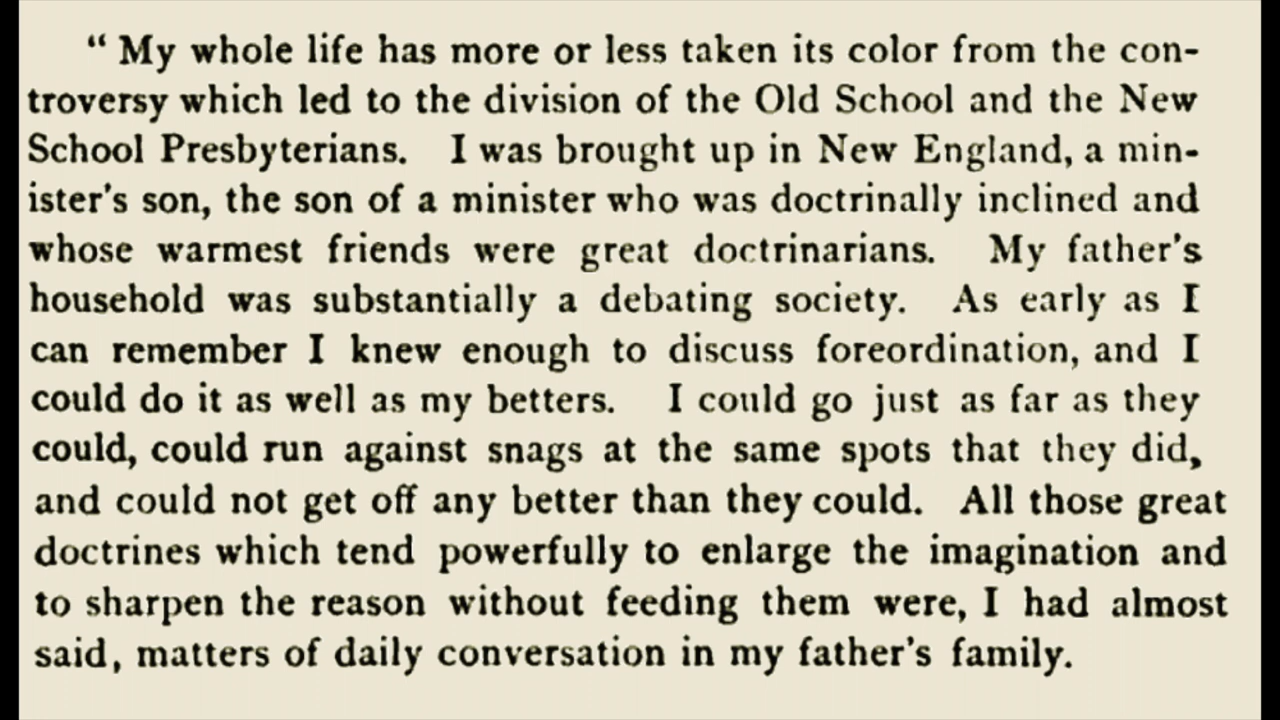 “ My whole life has more or less taken its color from the con-
troversy which led to the division of the Old School and the New
School Presbyterians. I was brought up in New England, a min-
ister’s son, the son of a minister who was doctrinally inclined and
whose warmest friends were great doctrinarians. My father’s
household was substantially a debating society. As early as I
can remember I knew enough to discuss foreordination, and I
could do it as well as my betters. I could go just as far as they
could, could run against snags at the same spots that they did,
and could not get off any better than they could. All those great
doctrines which tend powerfully to enlarge the imagination and
to sharpen the reason without feeding them were, I had almost
said, matters of daily conversation in my father’s family.